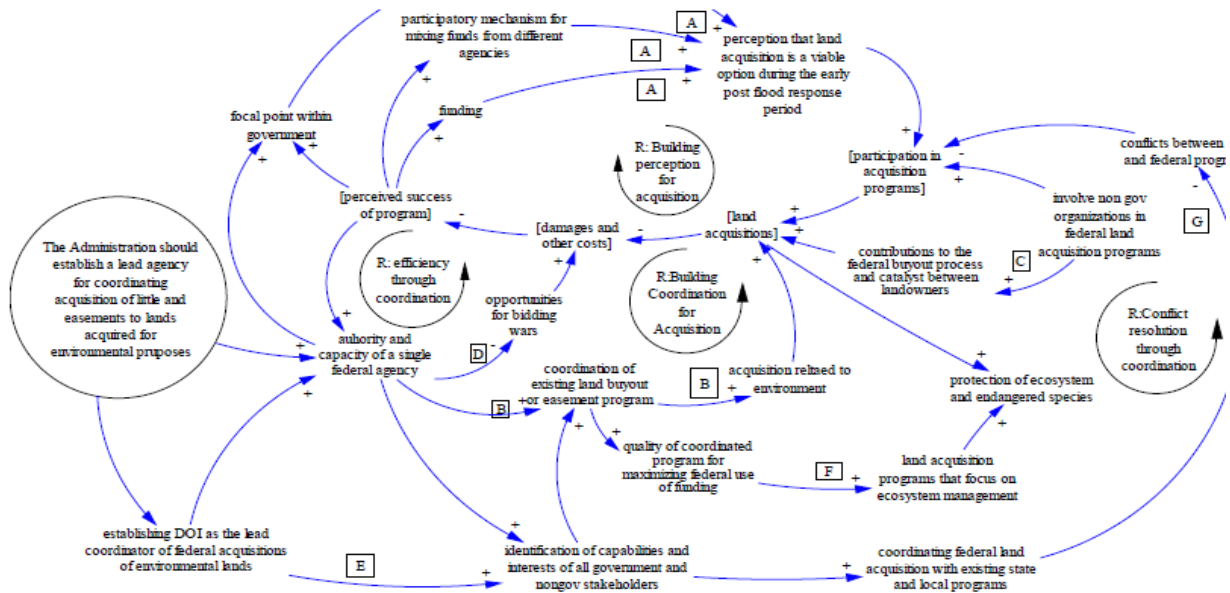 participatory mechanism for
mixing funds from different
agencies
A
+
A
+
A
+
perception that land
acquisition is a viable
option during the early
post flood response
period
+
funding
+
focal point within
government
+
+
R: Building
perception
for
acquisition
+
[participation in
acquisition
programs]
-
+
conflicts between
and federal progr
-
G
[perceived success
of program]
-
[damages and
other costs]
-
[land
acquisitions]
+
+
+
involve non gov
organizations in
federal land
acquisition programs
C
+
contributions to the
federal buyout process
and catalyst between
landowners
The Administration should
establish a lead agency
for coordinating
acquisition of little and
easements to lands
acquired for
environmental pruposes
R: efficiency
through
coordination
+
opportunities
for bidding
wars
-
D
R:Building
Coordination
for
Acquisition
R:Conflict
resolution
through
coordination
+
+
+
auhority and
capacity of a single
federal agency
B
+
coordination of
existing land buyout
or easement program
+
+
B
+
acquisition reltaed to
environment
+
+
protection of ecosystem
and endangered species
quality of coordinated
program for
maximizing federal use
of funding
F
+
land acquisition
programs that focus on
ecosystem management
establishing DOI as the lead
coordinator of federal acquisitions
of environmental lands
E
+
+
identification of capabilities and
interests of all government and
nongov stakeholders
+
coordinating federal land
acquisition with existing state
and local programs